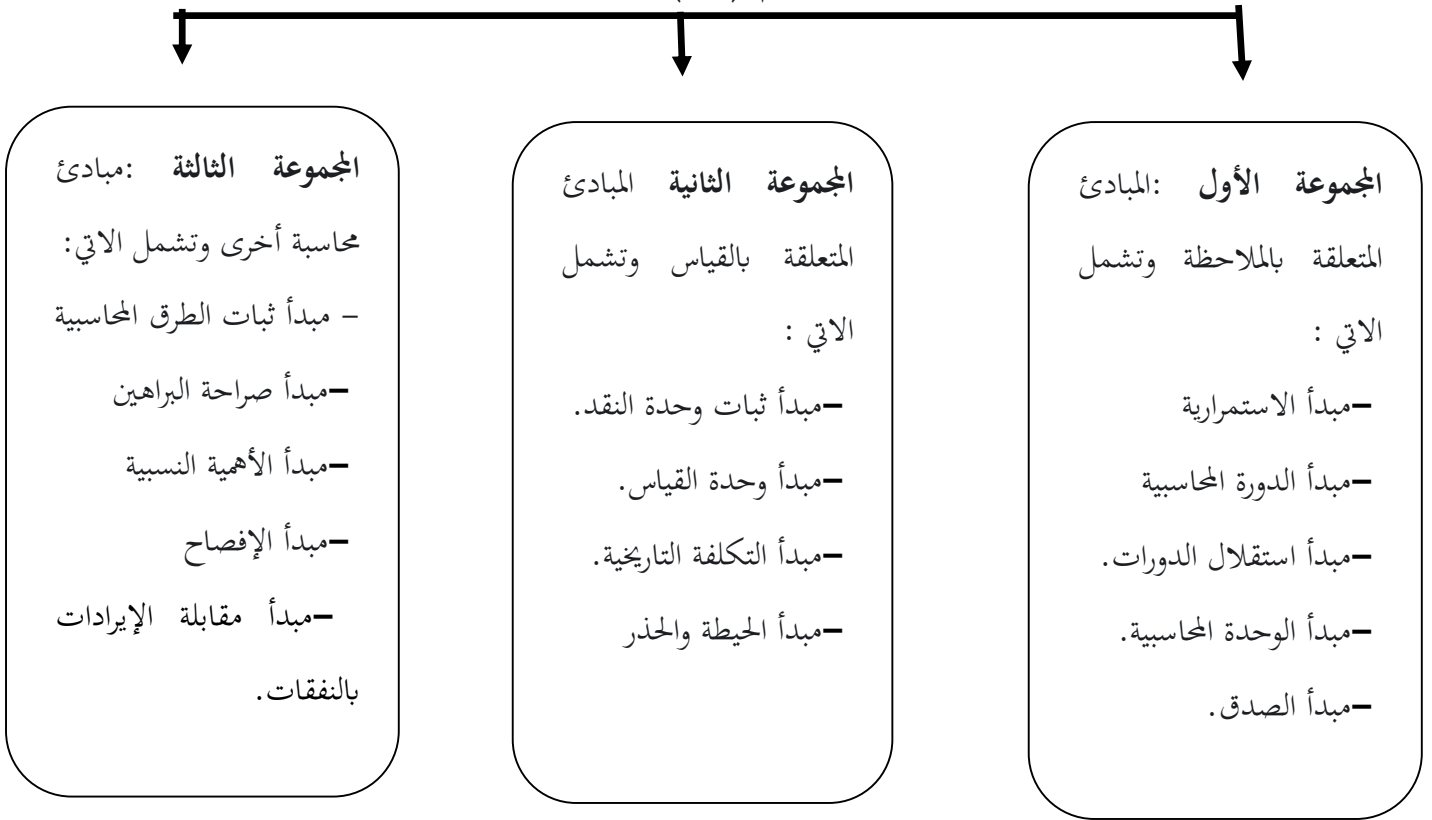 المجموعة الأول :المبادئ
المتعلقة بالملاحظة وتشمل
الاتي :
–مبدأ الاستمرارية
–مبدأ الدورة المحاسبية
–مبدأ استقلال الدورات.
–مبدأ الوحدة المحاسبية.
–مبدأ الصدق.
المجموعة الثانية المبادئ
المتعلقة بالقياس وتشمل
الاتي :
–مبدأ ثبات وحدة النقد.
–مبدأ وحدة القياس.
–مبدأ التكلفة التاريخية.
–مبدأ الحيطة والحذر
المجموعة الثالثة :مبادئ
محاسبة أخرى وتشمل الاتي:
– مبدأ ثبات الطرق المحاسبية
–مبدأ صراحة البراهين
–مبدأ الأهمية النسبية
–مبدأ الإفصاح
–مبدأ مقابلة الإيرادات
بالنفقات.